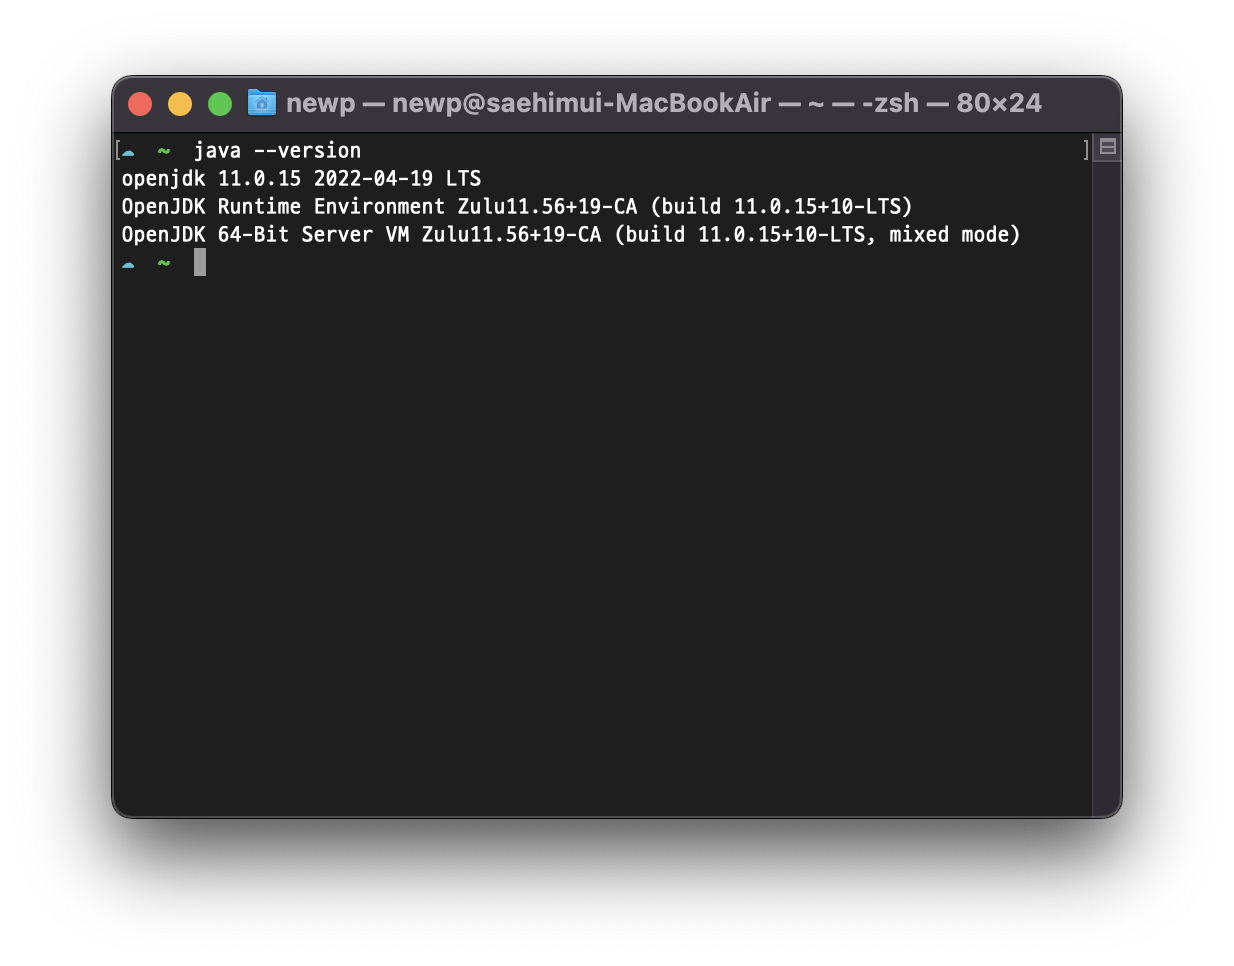 newp — newp@saehimui-MacBookAir — ~ — -zsh — 80×24
[☁  ~  java --version ]
openjdk 11.0.15 2022-04-19 LTS
OpenJDK Runtime Environment Zulu11.56+19-CA (build 11.0.15+10-LTS)
OpenJDK 64-Bit Server VM Zulu11.56+19-CA (build 11.0.15+10-LTS, mixed mode)
☁  ~